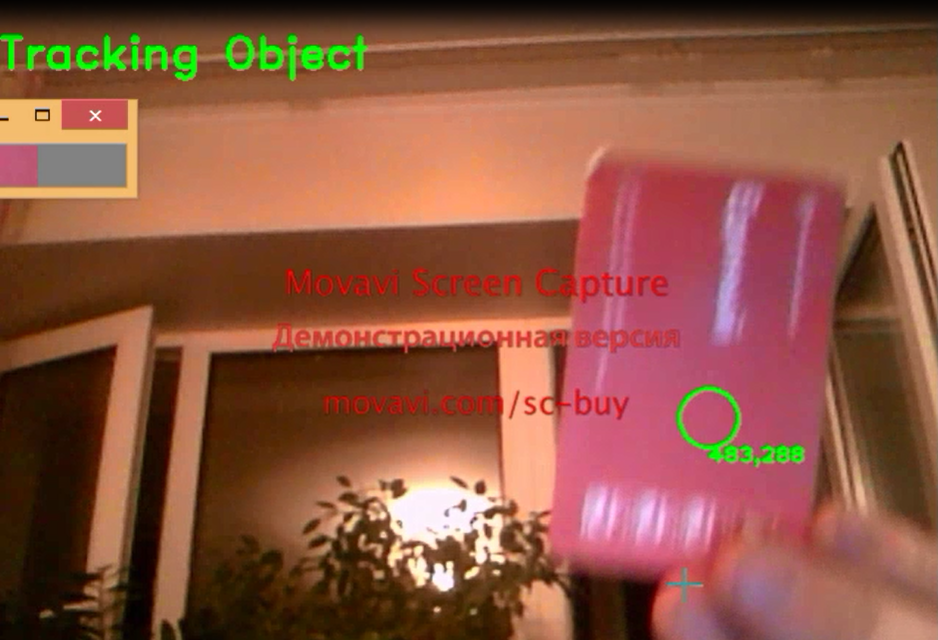 Tracking Object
Movavi Screen Capture
Демонстрационная версия
movavi.com/sc-buy
483,288